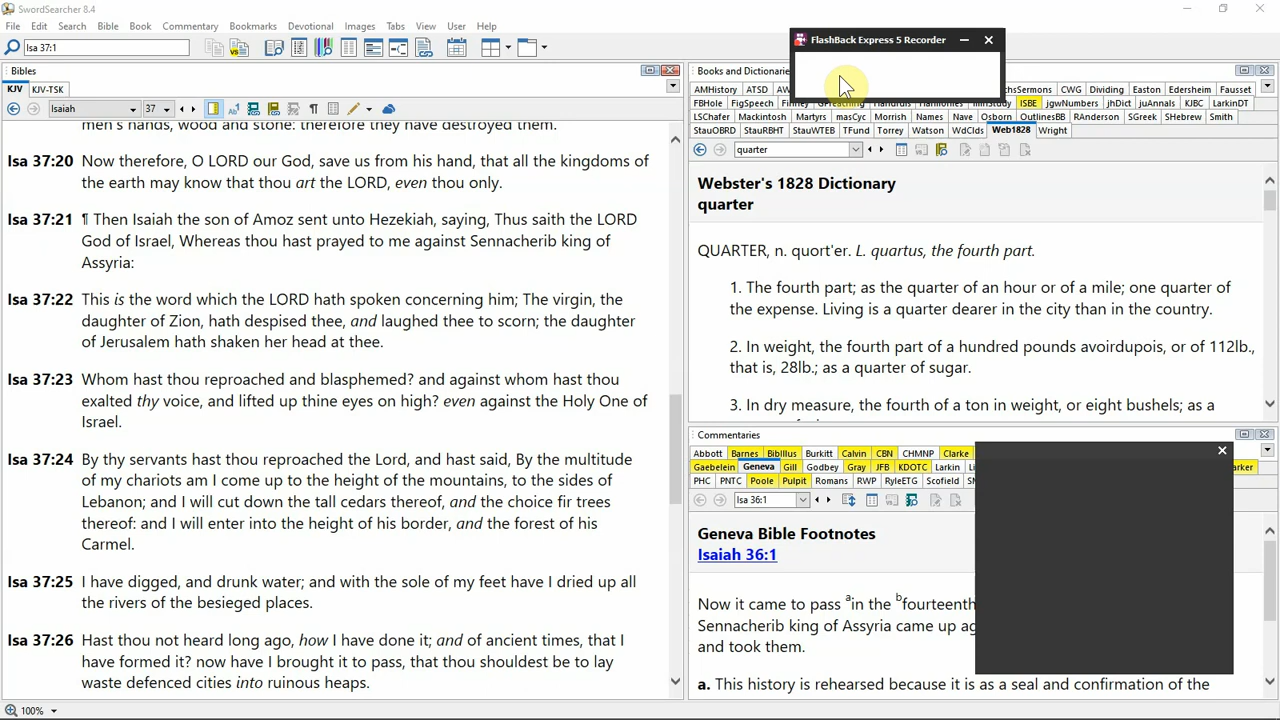 SwordSearcher 8.4
File Edit Search Bible Book Commentary Bookmarks Devotional Images Tabs View User Help
Isa 37:1
FlashBack Express 5 Recorder
Bibles
KJV KJV-TSK
Isaiah 37
men's hands, wood and stone: therefore they have destroyed them.
Isa 37:20 Now therefore, O LORD our God, save us from his hand, that all the kingdoms of
the earth may know that thou art the LORD, even thou only.
Isa 37:21 ¶ Then Isaiah the son of Amoz sent unto Hezekiah, saying, Thus saith the LORD
God of Israel, Whereas thou hast prayed to me against Sennacherib king of
Assyria:
Isa 37:22 This is the word which the LORD hath spoken concerning him; The virgin, the
daughter of Zion, hath despised thee, and laughed thee to scorn; the daughter
of Jerusalem hath shaken her head at thee.
Isa 37:23 Whom hast thou reproached and blasphemed? and against whom hast thou
exalted thy voice, and lifted up thine eyes on high? even against the Holy One of
Israel.
Isa 37:24 By thy servants hast thou reproached the Lord, and hast said, By the multitude
of my chariots am I come up to the height of the mountains, to the sides of
Lebanon; and I will cut down the tall cedars thereof, and the choice fir trees
thereof: and I will enter into the height of his border, and the forest of his
Carmel.
Isa 37:25 I have digged, and drunk water; and with the sole of my feet have I dried up all
the rivers of the besieged places.
Isa 37:26 Hast thou not heard long ago, how I have done it; and of ancient times, that I
have formed it? now have I brought it to pass, that thou shouldest be to lay
waste defenced cities into ruinous heaps.
100%
Books and Dictionaries
AMHistory ATSD CWG Dividing Easton Edersheim Fausset
FBHole FigSpeech Finney ISBE jgwNumbers jhDict juAnnals KJBC LarkinDT
LSChafer Mackintosh Martyrs masCyc Morrish Names Nave Osborn OutlinesBB RAnderson SGreek SHebrew Smith
StauOBRD StauRBHT StauWTEB TFund Torrey Watson WdClds Web1828 Wright
quarter
Webster's 1828 Dictionary
quarter
QUARTER, n. quort'er. L. quartus, the fourth part.
1. The fourth part; as the quarter of an hour or of a mile; one quarter of
the expense. Living is a quarter dearer in the city than in the country.
2. In weight, the fourth part of a hundred pounds avoirdupois, or of 112lb.,
that is, 28lb.; as a quarter of sugar.
3. In dry measure, the fourth of a ton in weight, or eight bushels; as a
Commentaries
Abbott Barnes BibIllus Burkitt Calvin CBN CHMNP Clarke
Gaebelein Geneva Gill Godbey Gray JFB KDOTC Larkin
PHC PNTC Poole Pulpit Romans RWP RyleETG Scofield
Isa 36:1
Geneva Bible Footnotes
Isaiah 36:1
Now it came to pass a in the b fourteenth
Sennacherib king of Assyria came up ag
and took them.
a. This history is rehearsed because it is as a seal and confirmation of the